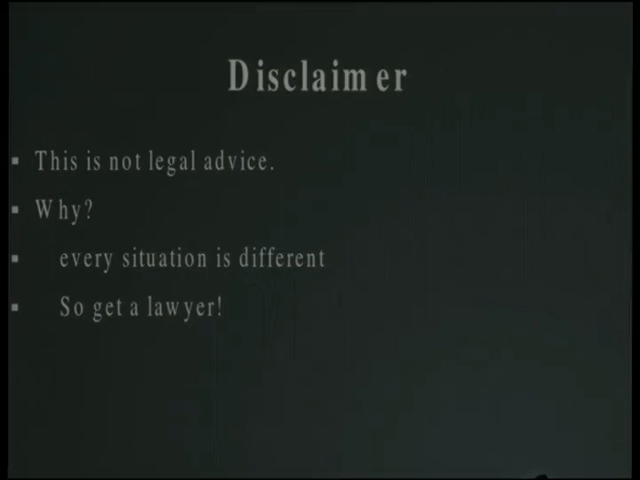 Disclaimer
▪ This is not legal advice.
▪ Why?
▪ every situation is different
▪ So get a lawyer!